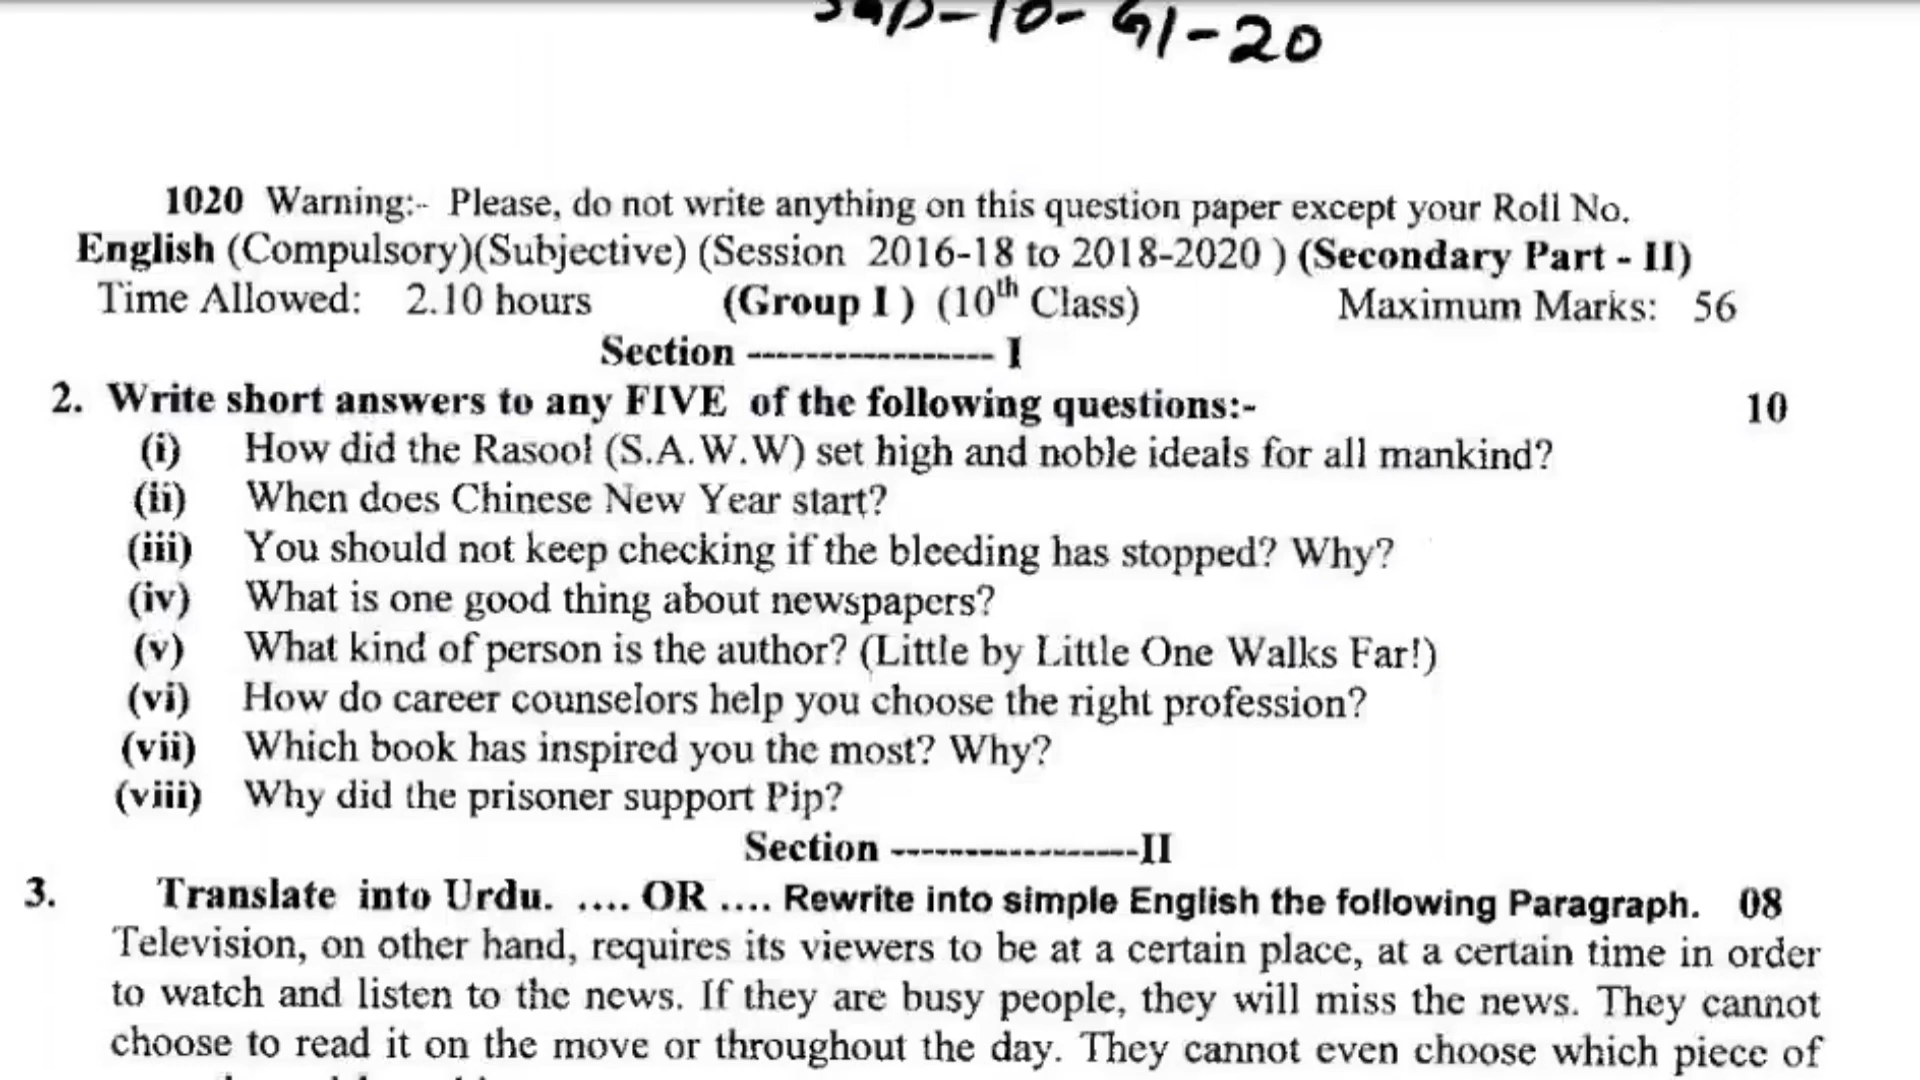 -10-G1-20
1020 Warning:- Please, do not write anything on this question paper except your Roll No.
English (Compulsory)(Subjective) (Session 2016-18 to 2018-2020 ) (Secondary Part - II)
Time Allowed: 2.10 hours (Group I ) (10th Class) Maximum Marks: 56
Section ----------------- I
2. Write short answers to any FIVE of the following questions:- 10
(i) How did the Rasool (S.A.W.W) set high and noble ideals for all mankind?
(ii) When does Chinese New Year start?
(iii) You should not keep checking if the bleeding has stopped? Why?
(iv) What is one good thing about newspapers?
(v) What kind of person is the author? (Little by Little One Walks Far!)
(vi) How do career counselors help you choose the right profession?
(vii) Which book has inspired you the most? Why?
(viii) Why did the prisoner support Pip?
Section -----------------II
3. Translate into Urdu. .... OR .... Rewrite into simple English the following Paragraph. 08
Television, on other hand, requires its viewers to be at a certain place, at a certain time in order
to watch and listen to the news. If they are busy people, they will miss the news. They cannot
choose to read it on the move or throughout the day. They cannot even choose which piece of